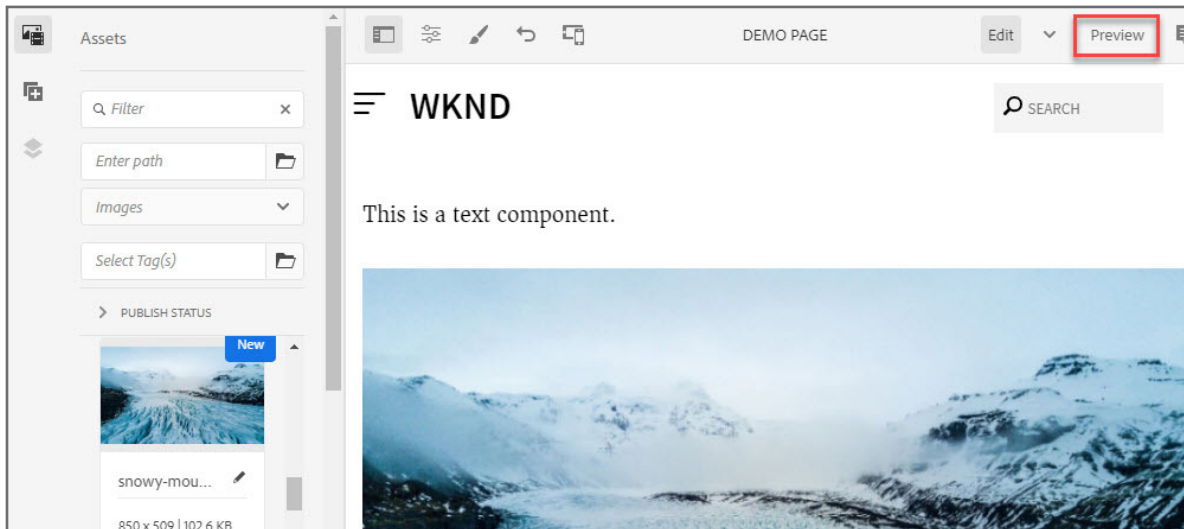 Assets
DEMO PAGE
Edit
Preview
Filter
WKND
SEARCH
Enter path
Images
This is a text component.
Select Tag(s)
PUBLISH STATUS
New
snowy-mou...
850 x 509 | 102.6 KB